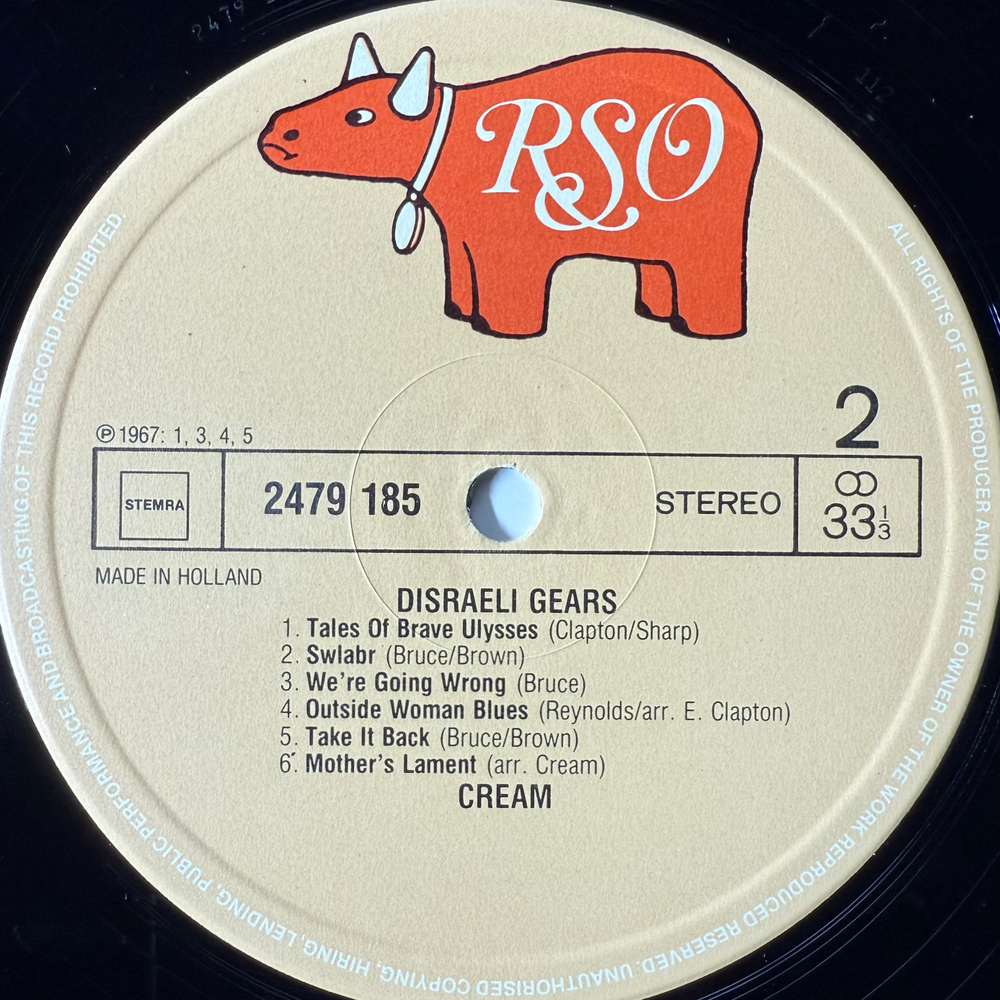 2479
112
RSO
ALL RIGHTS OF THE PRODUCER AND OF THE OWNER OF THE WORK REPRODUCED RESERVED. UNAUTHORISED COPYING, HIRING, LENDING, PUBLIC PERFORMANCE AND BROADCASTING OF THIS RECORD PROHIBITED.
2
℗ 1967: 1, 3, 4, 5
STEMRA
2479 185
STEREO
33 1/3
MADE IN HOLLAND
DISRAELI GEARS
1. Tales Of Brave Ulysses (Clapton/Sharp)
2. Swlabr (Bruce/Brown)
3. We're Going Wrong (Bruce)
4. Outside Woman Blues (Reynolds/arr. E. Clapton)
5. Take It Back (Bruce/Brown)
6. Mother's Lament (arr. Cream)
CREAM